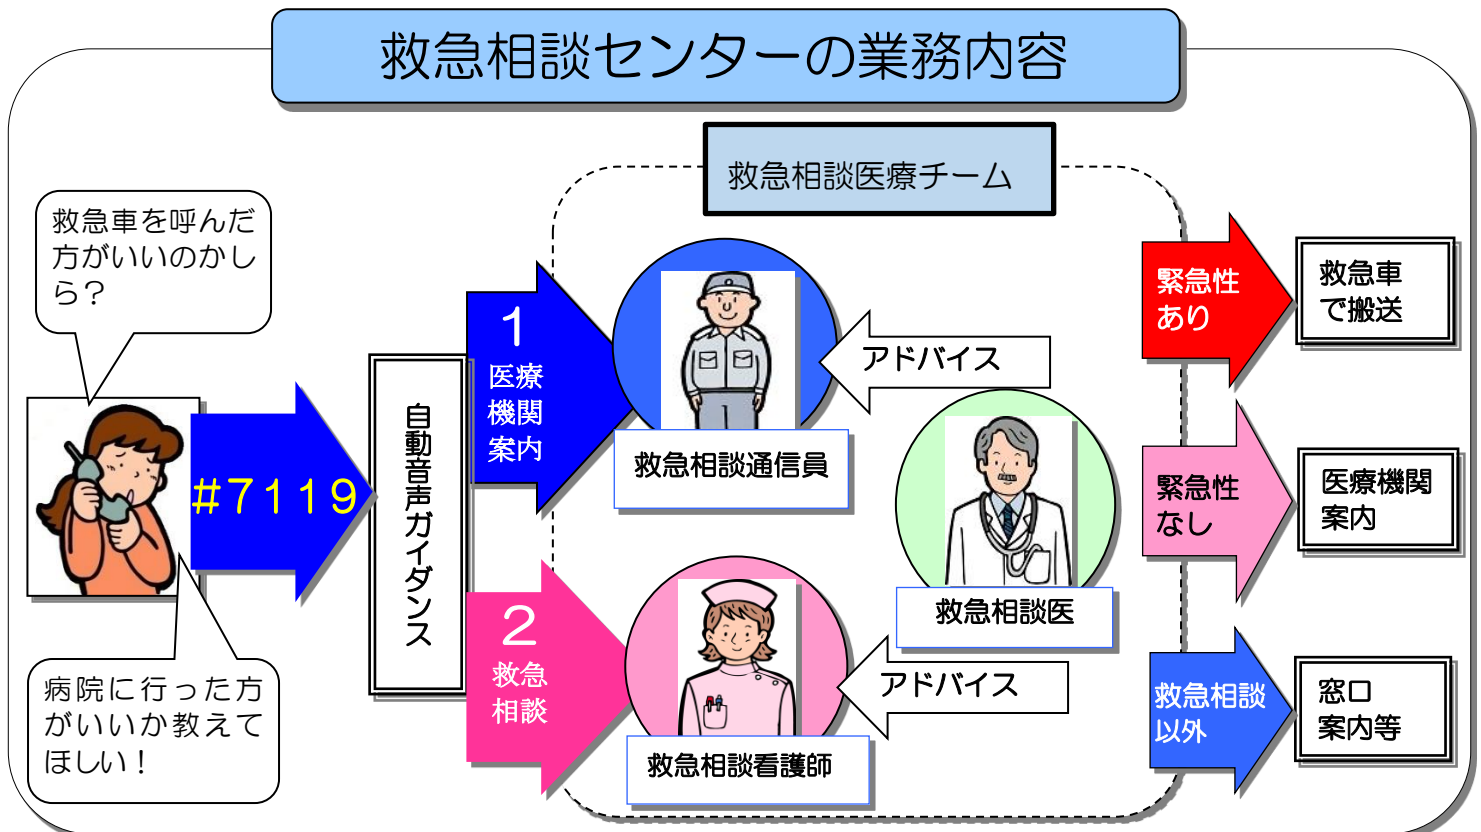 救急相談センターの業務内容
救急相談医療チーム
救急車を呼んだ
方がいいのかし
ら？
#7119
病院に行った方
がいいか教えて
ほしい！
自動音声ガイダンス
1
医療
機関
案内
2
救急
相談
救急相談通信員
アドバイス
救急相談医
アドバイス
救急相談看護師
緊急性
あり
救急車
で搬送
緊急性
なし
医療機関
案内
救急相談
以外
窓口
案内等